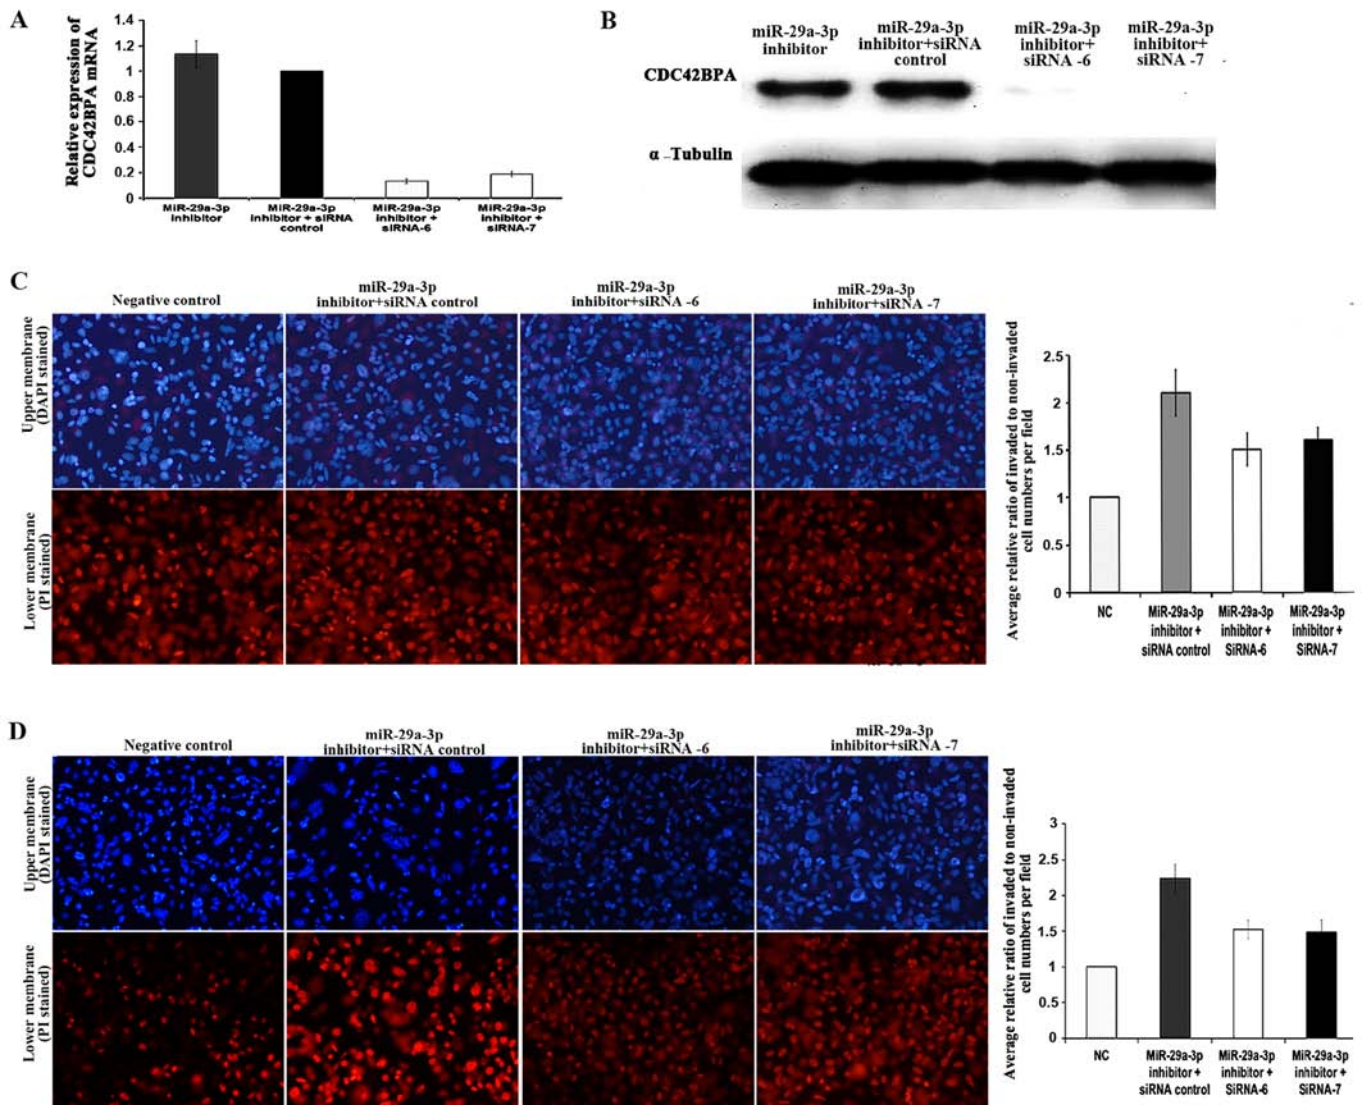 A
Relative expression of
CDC42BPA mRNA
1.4
1.2
1
0.8
0.6
0.4
0.2
0
MiR-29a-3p
inhibitor
MiR-29a-3p
inhibitor + siRNA
control
MiR-29a-3p
inhibitor +
siRNA-6
MiR-29a-3p
inhibitor +
siRNA-7
B
miR-29a-3p
inhibitor
miR-29a-3p
inhibitor+siRNA
control
miR-29a-3p
inhibitor+
siRNA -6
miR-29a-3p
inhibitor+
siRNA -7
CDC42BPA
α -Tubulin
C
Negative control
miR-29a-3p
inhibitor+siRNA control
miR-29a-3p
inhibitor+siRNA -6
miR-29a-3p
inhibitor+siRNA -7
Upper membrane
(DAPI stained)
Lower membrane
(PI stained)
Average relative ratio of invaded to non-invaded
cell numbers per field
2.5
2
1.5
1
0.5
0
NC
MiR-29a-3p
inhibitor +
siRNA control
MiR-29a-3p
inhibitor +
SiRNA-6
MiR-29a-3p
inhibitor +
SiRNA-7
D
Negative control
miR-29a-3p
inhibitor+siRNA control
miR-29a-3p
inhibitor+siRNA -6
miR-29a-3p
inhibitor+siRNA -7
Upper membrane
(DAPI stained)
Lower membrane
(PI stained)
Average relative ratio of invaded to non-invaded
cell numbers per field
3
2.5
2
1.5
1
0.5
0
NC
MiR-29a-3p
inhibitor +
siRNA control
MiR-29a-3p
inhibitor +
SiRNA-6
MiR-29a-3p
inhibitor +
SiRNA-7